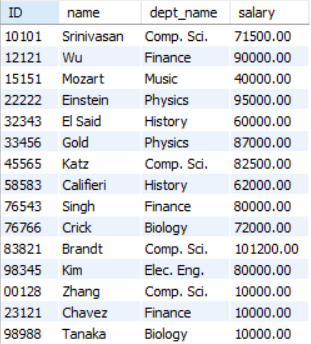 ID name dept_name salary
10101 Srinivasan Comp. Sci. 71500.00
12121 Wu Finance 90000.00
15151 Mozart Music 40000.00
22222 Einstein Physics 95000.00
32343 El Said History 60000.00
33456 Gold Physics 87000.00
45565 Katz Comp. Sci. 82500.00
58583 Califieri History 62000.00
76543 Singh Finance 80000.00
76766 Crick Biology 72000.00
83821 Brandt Comp. Sci. 101200.00
98345 Kim Elec. Eng. 80000.00
00128 Zhang Comp. Sci. 10000.00
23121 Chavez Finance 10000.00
98988 Tanaka Biology 10000.00